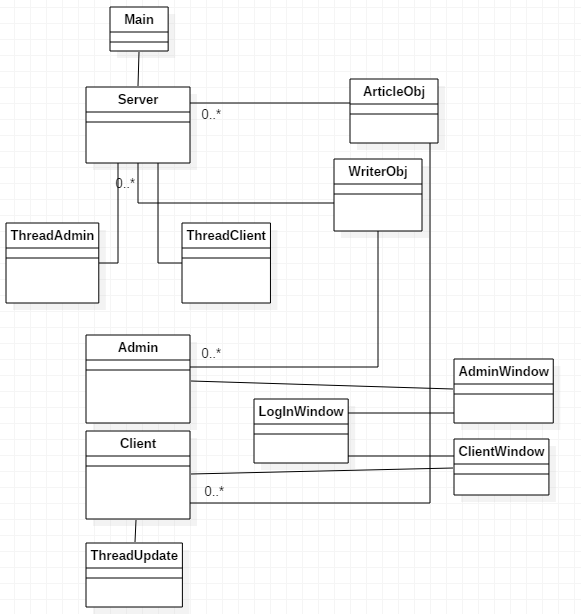 Main
Server
ArticleObj
0..*
WriterObj
0..*
ThreadAdmin
ThreadClient
Admin
0..*
AdminWindow
LogInWindow
Client
ClientWindow
0..*
ThreadUpdate